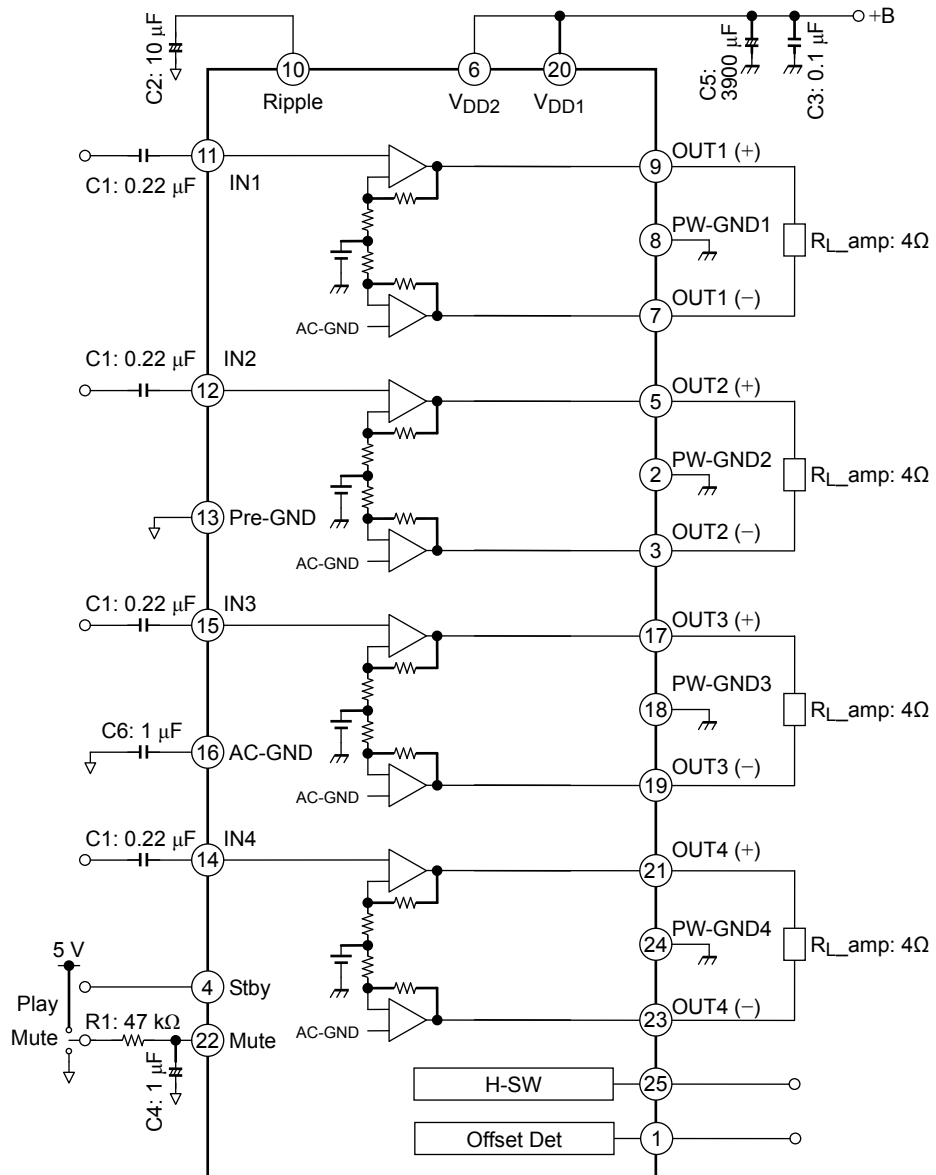 C2: 10 μF
10
Ripple
6
VDD2
20
VDD1
C5:
3900 μF
C3: 0.1 μF
+B
11
IN1
C1: 0.22 μF
9
OUT1 (+)
8
PW-GND1
RL_amp: 4Ω
7
OUT1 (−)
AC-GND
C1: 0.22 μF
IN2
12
5
OUT2 (+)
2
PW-GND2
RL_amp: 4Ω
13
Pre-GND
AC-GND
3
OUT2 (−)
C1: 0.22 μF
IN3
15
17
OUT3 (+)
18
PW-GND3
RL_amp: 4Ω
C6: 1 μF
16
AC-GND
AC-GND
19
OUT3 (−)
C1: 0.22 μF
IN4
14
21
OUT4 (+)
24
PW-GND4
RL_amp: 4Ω
5 V
4
Stby
Play
Mute
R1: 47 kΩ
22
Mute
C4: 1 μF
AC-GND
23
OUT4 (−)
H-SW
25
Offset Det
1